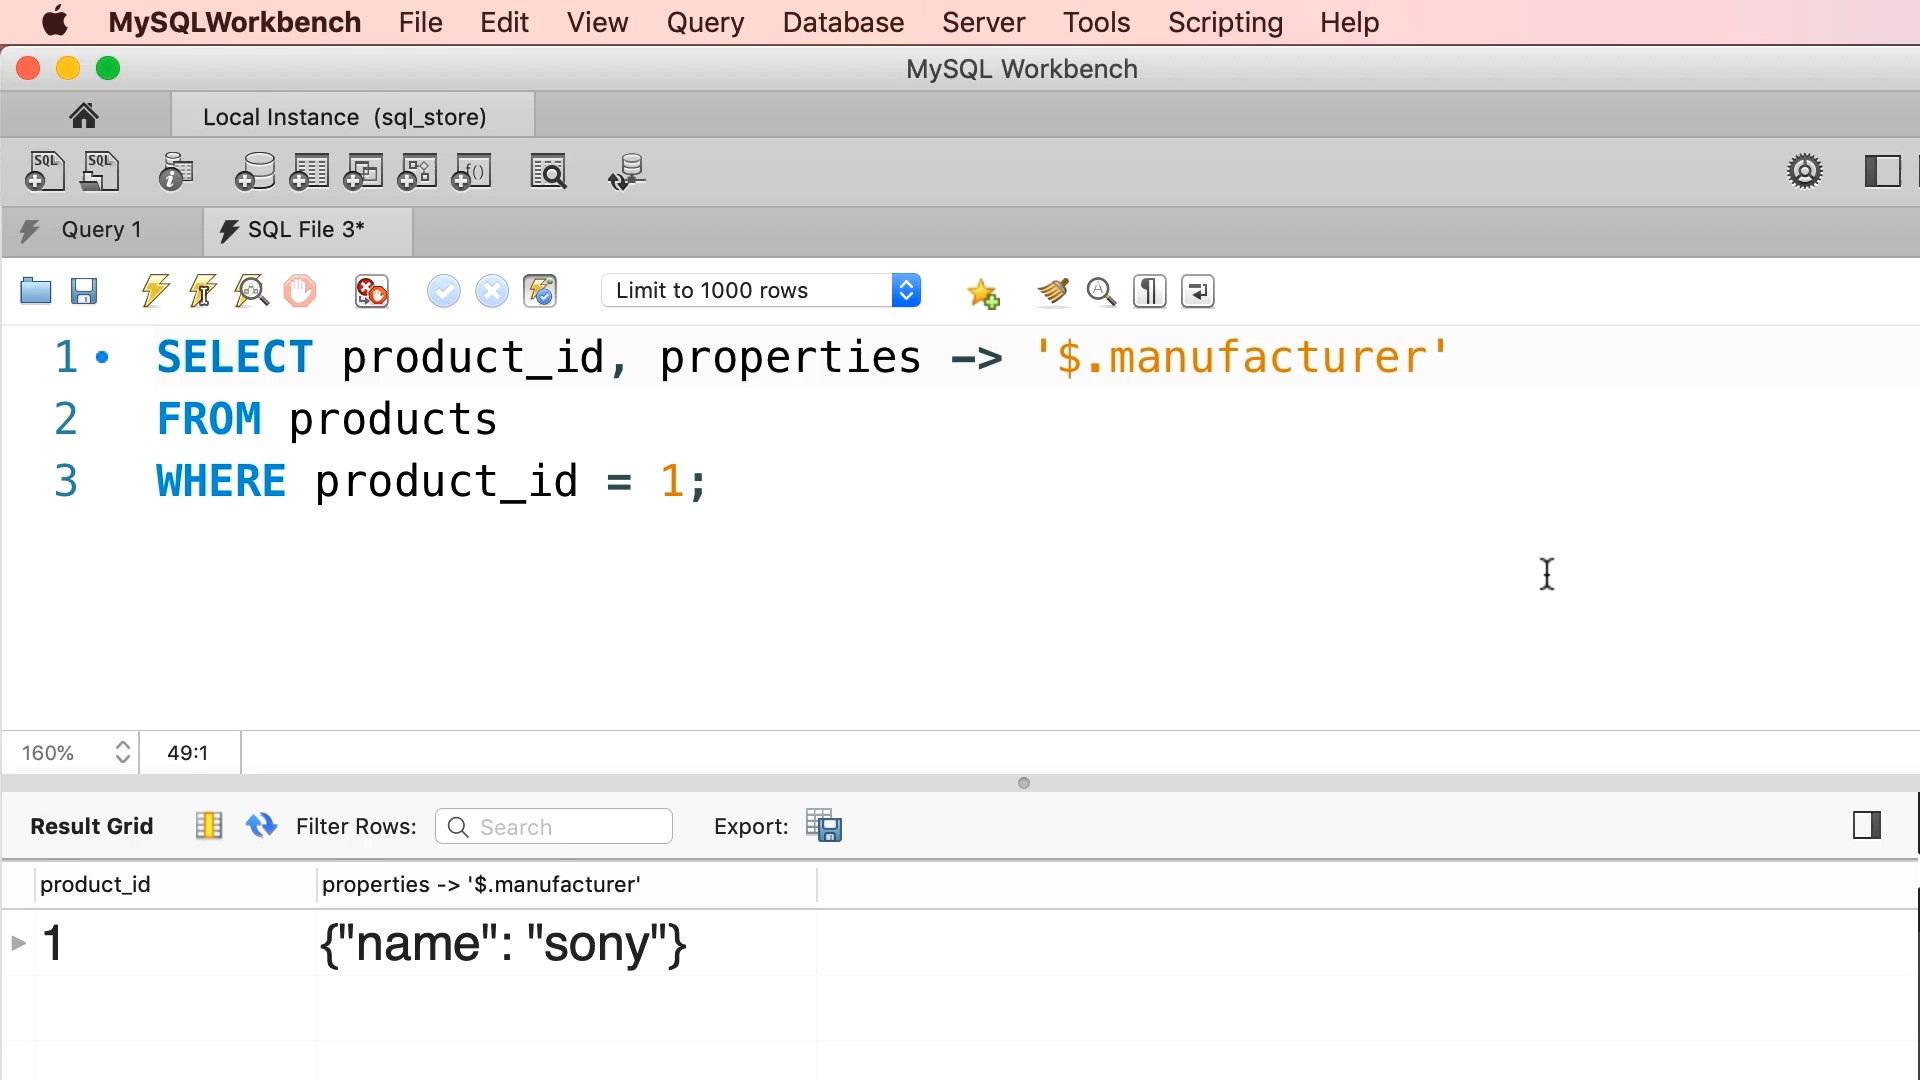 MySQLWorkbench File Edit View Query Database Server Tools Scripting Help
MySQL Workbench
Local Instance (sql_store)
SQL SQL i f()
Query 1 SQL File 3*
Limit to 1000 rows
1 SELECT product_id, properties -> '$.manufacturer'
2 FROM products
3 WHERE product_id = 1;
160% 49:1
Result Grid Filter Rows: Search Export:
product_id properties -> '$.manufacturer'
1 {"name": "sony"}